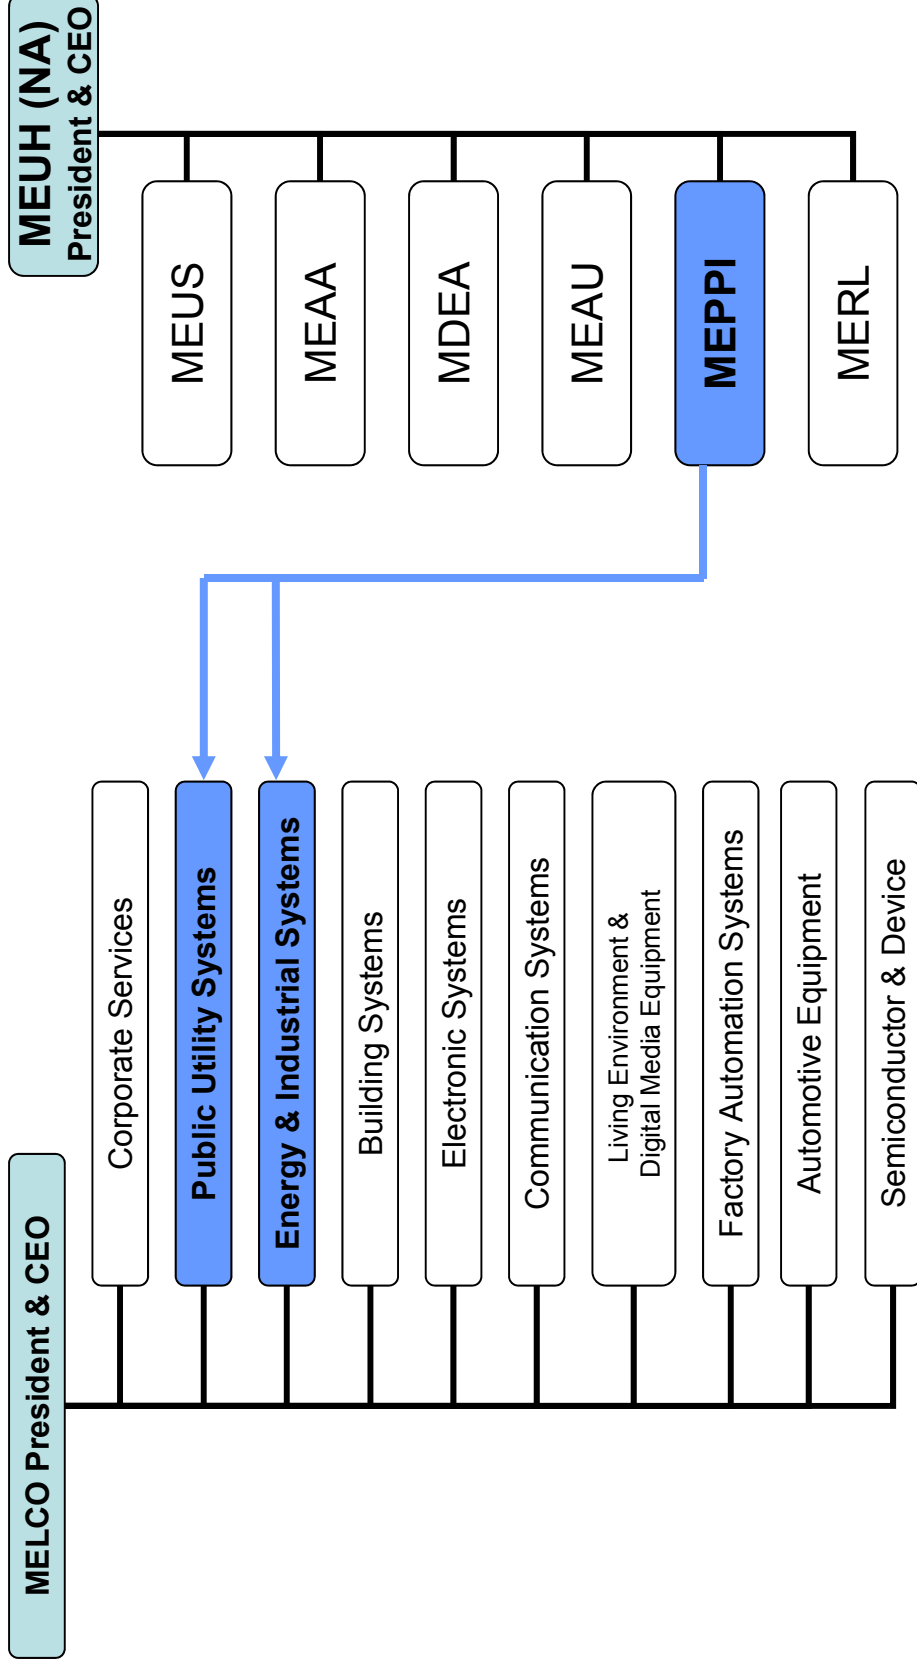 MELCO President & CEO
Corporate Services
Public Utility Systems
Energy & Industrial Systems
Building Systems
Electronic Systems
Communication Systems
Living Environment &
Digital Media Equipment
Factory Automation Systems
Automotive Equipment
Semiconductor & Device
MEUH (NA)
President & CEO
MEUS
MEAA
MDEA
MEAU
MEPPI
MERL